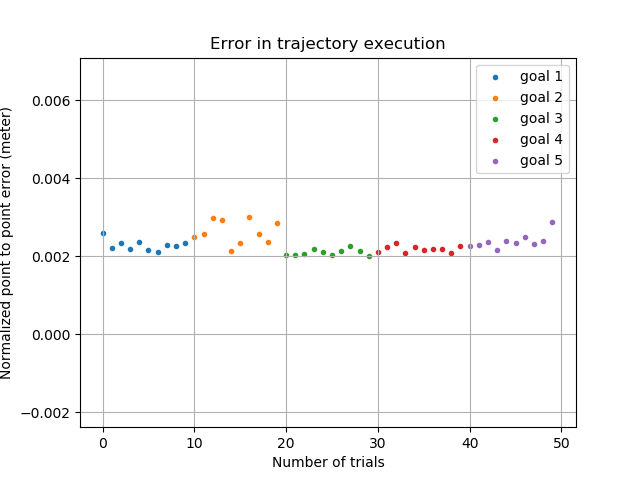 Error in trajectory execution
Normalized point to point error (meter)
0.006
0.004
0.002
0.000
−0.002
goal 1
goal 2
goal 3
goal 4
goal 5
0 10 20 30 40 50
Number of trials